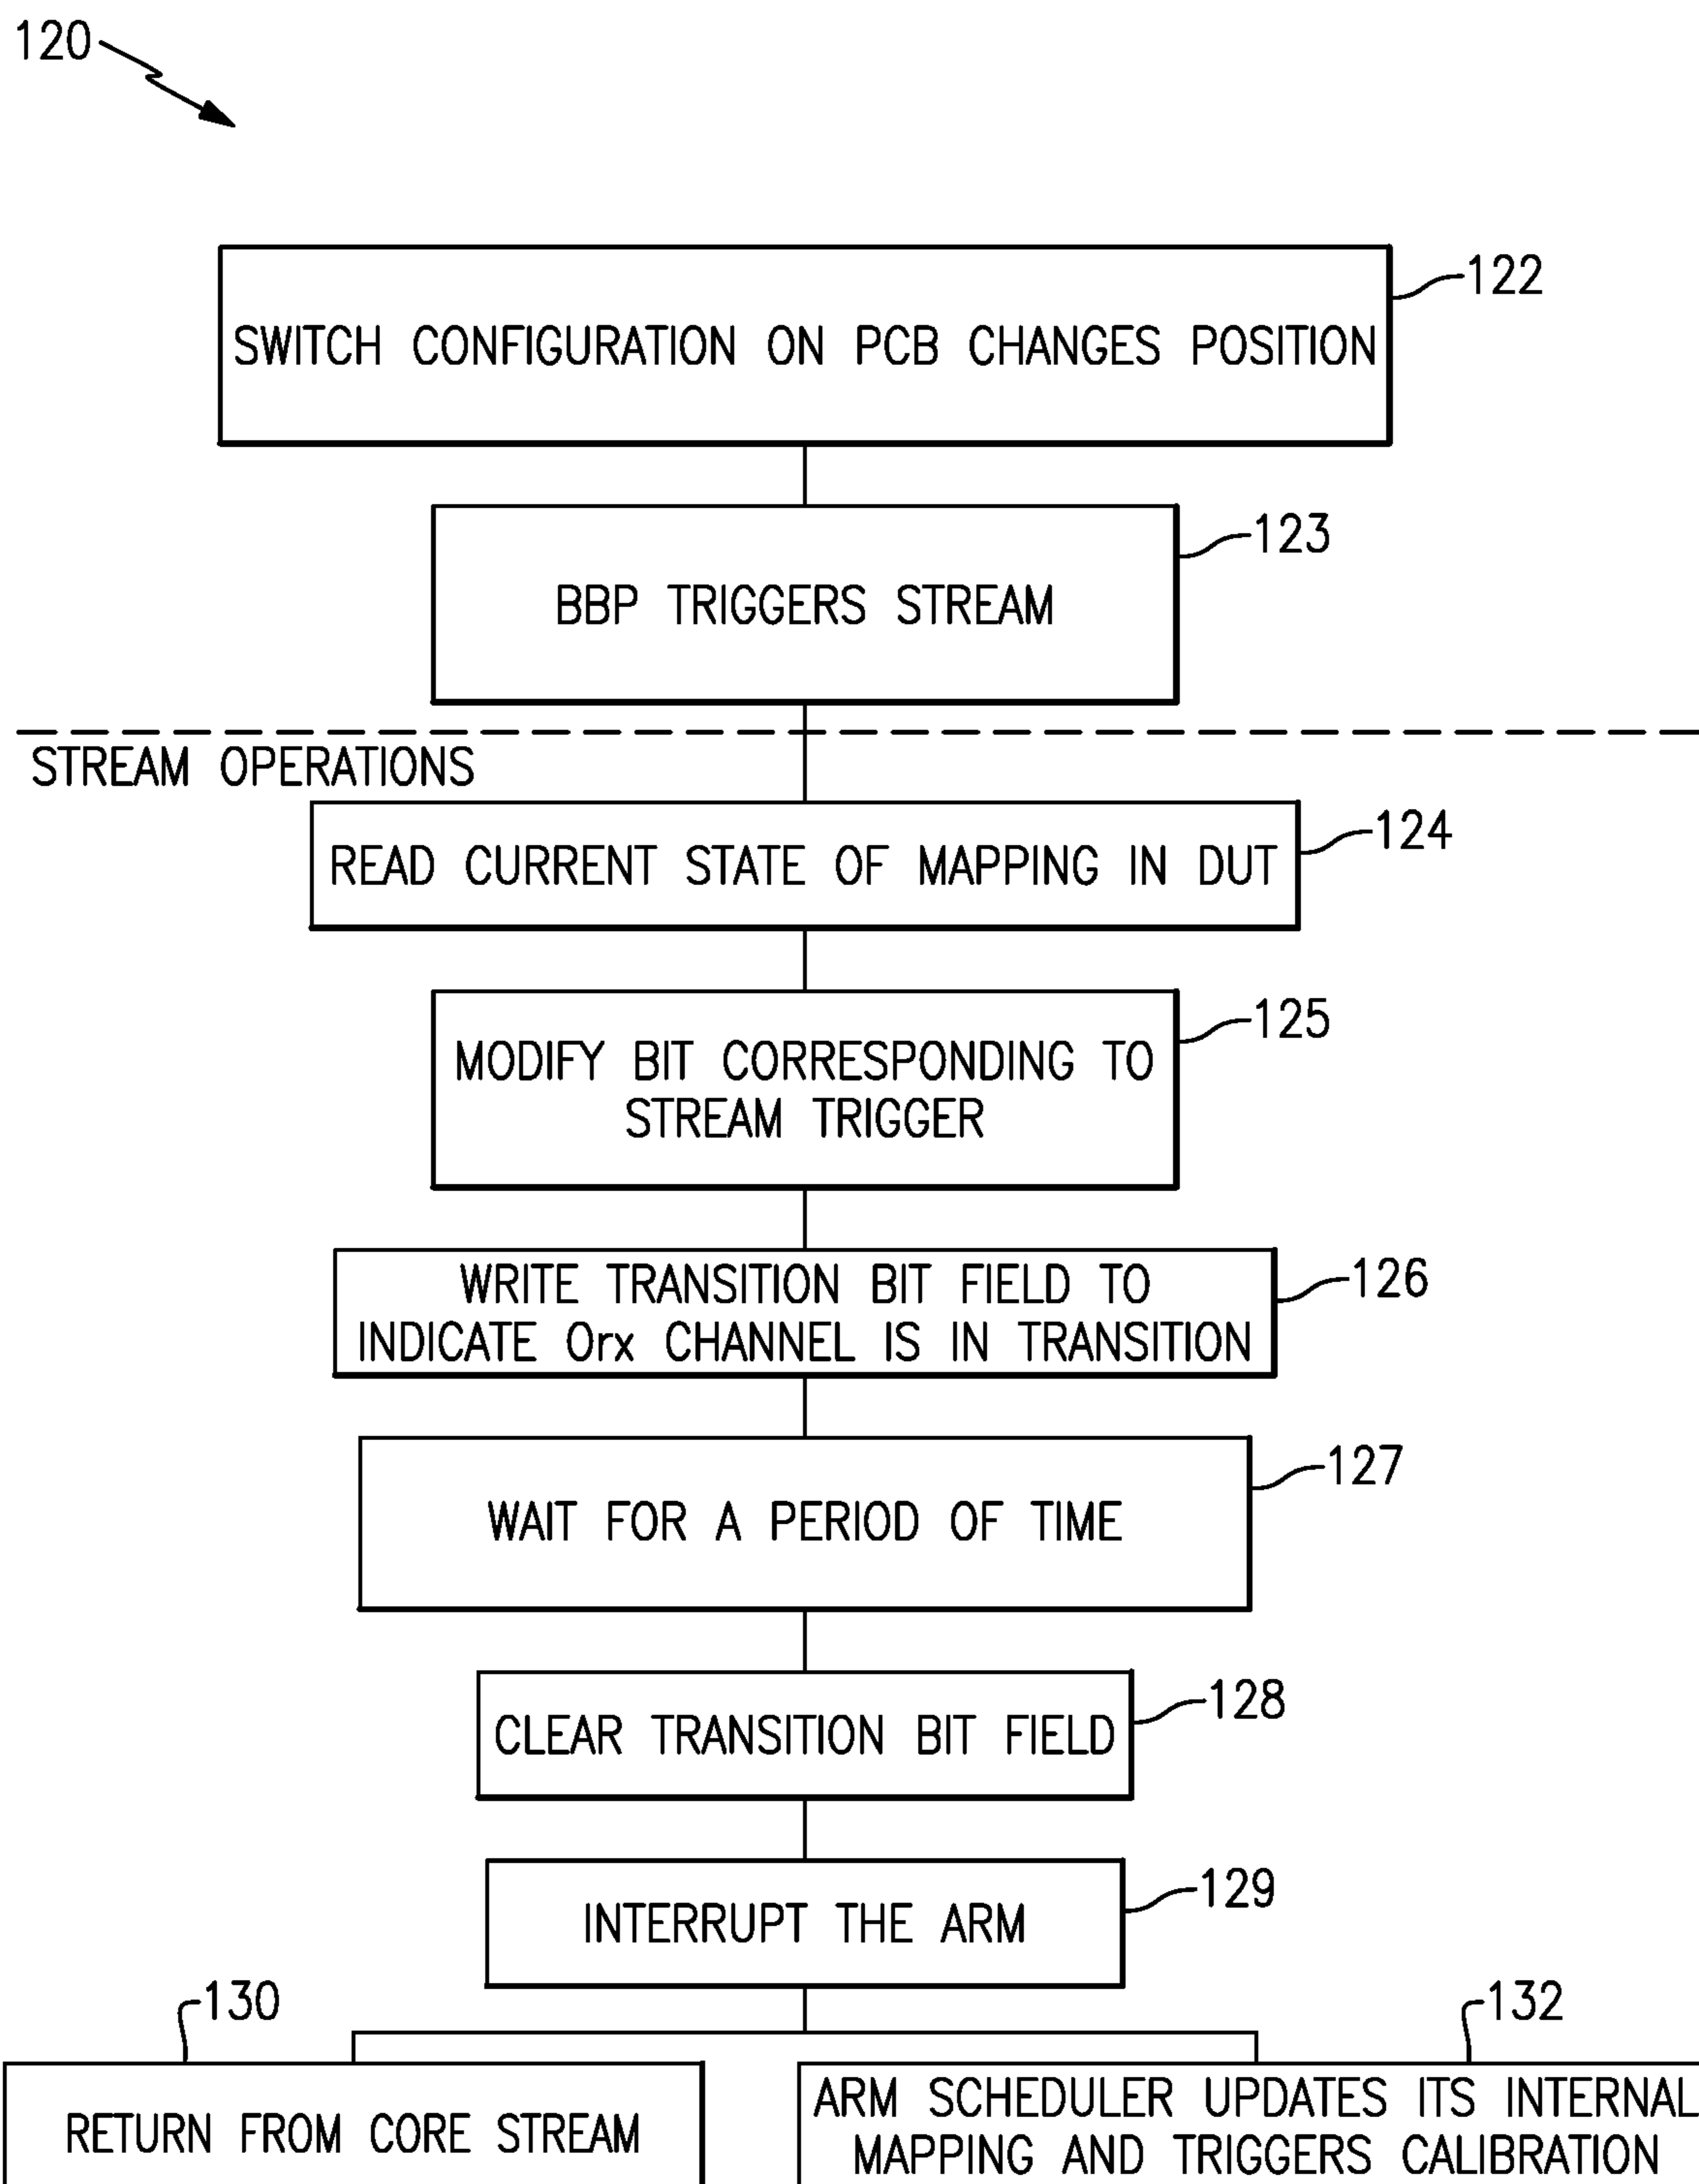 120
SWITCH CONFIGURATION ON PCB CHANGES POSITION
122
BBP TRIGGERS STREAM
123
STREAM OPERATIONS
READ CURRENT STATE OF MAPPING IN DUT
124
MODIFY BIT CORRESPONDING TO
STREAM TRIGGER
125
WRITE TRANSITION BIT FIELD TO
INDICATE Orx CHANNEL IS IN TRANSITION
126
WAIT FOR A PERIOD OF TIME
127
CLEAR TRANSITION BIT FIELD
128
INTERRUPT THE ARM
129
130
RETURN FROM CORE STREAM
132
ARM SCHEDULER UPDATES ITS INTERNAL
MAPPING AND TRIGGERS CALIBRATION